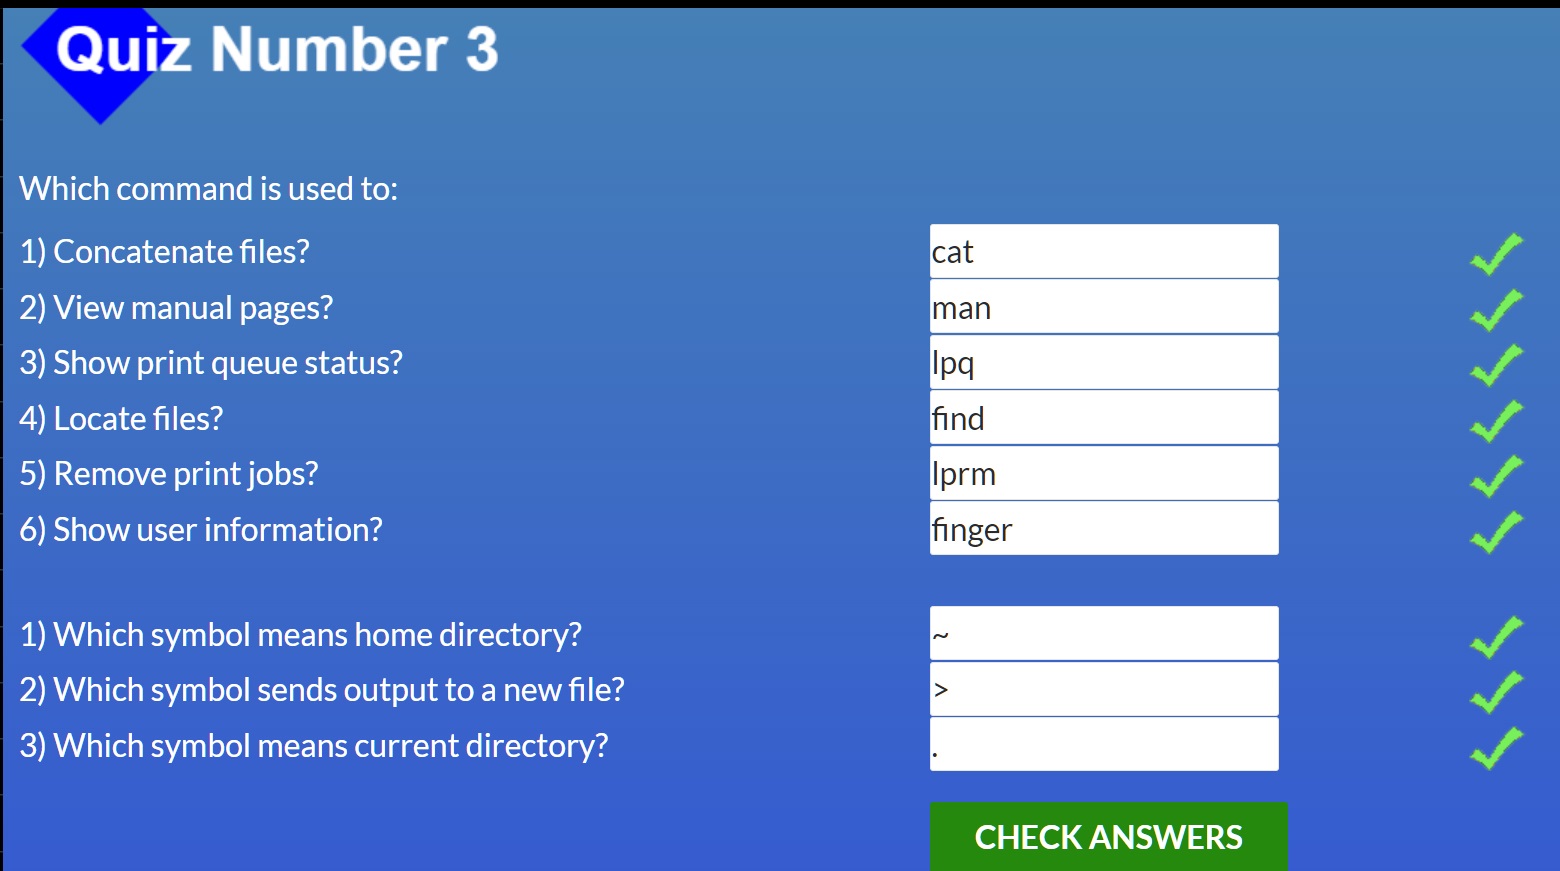 Quiz Number 3
Which command is used to:
1) Concatenate files? cat
2) View manual pages? man
3) Show print queue status? lpq
4) Locate files? find
5) Remove print jobs? lprm
6) Show user information? finger
1) Which symbol means home directory? ~
2) Which symbol sends output to a new file? >
3) Which symbol means current directory? .
CHECK ANSWERS